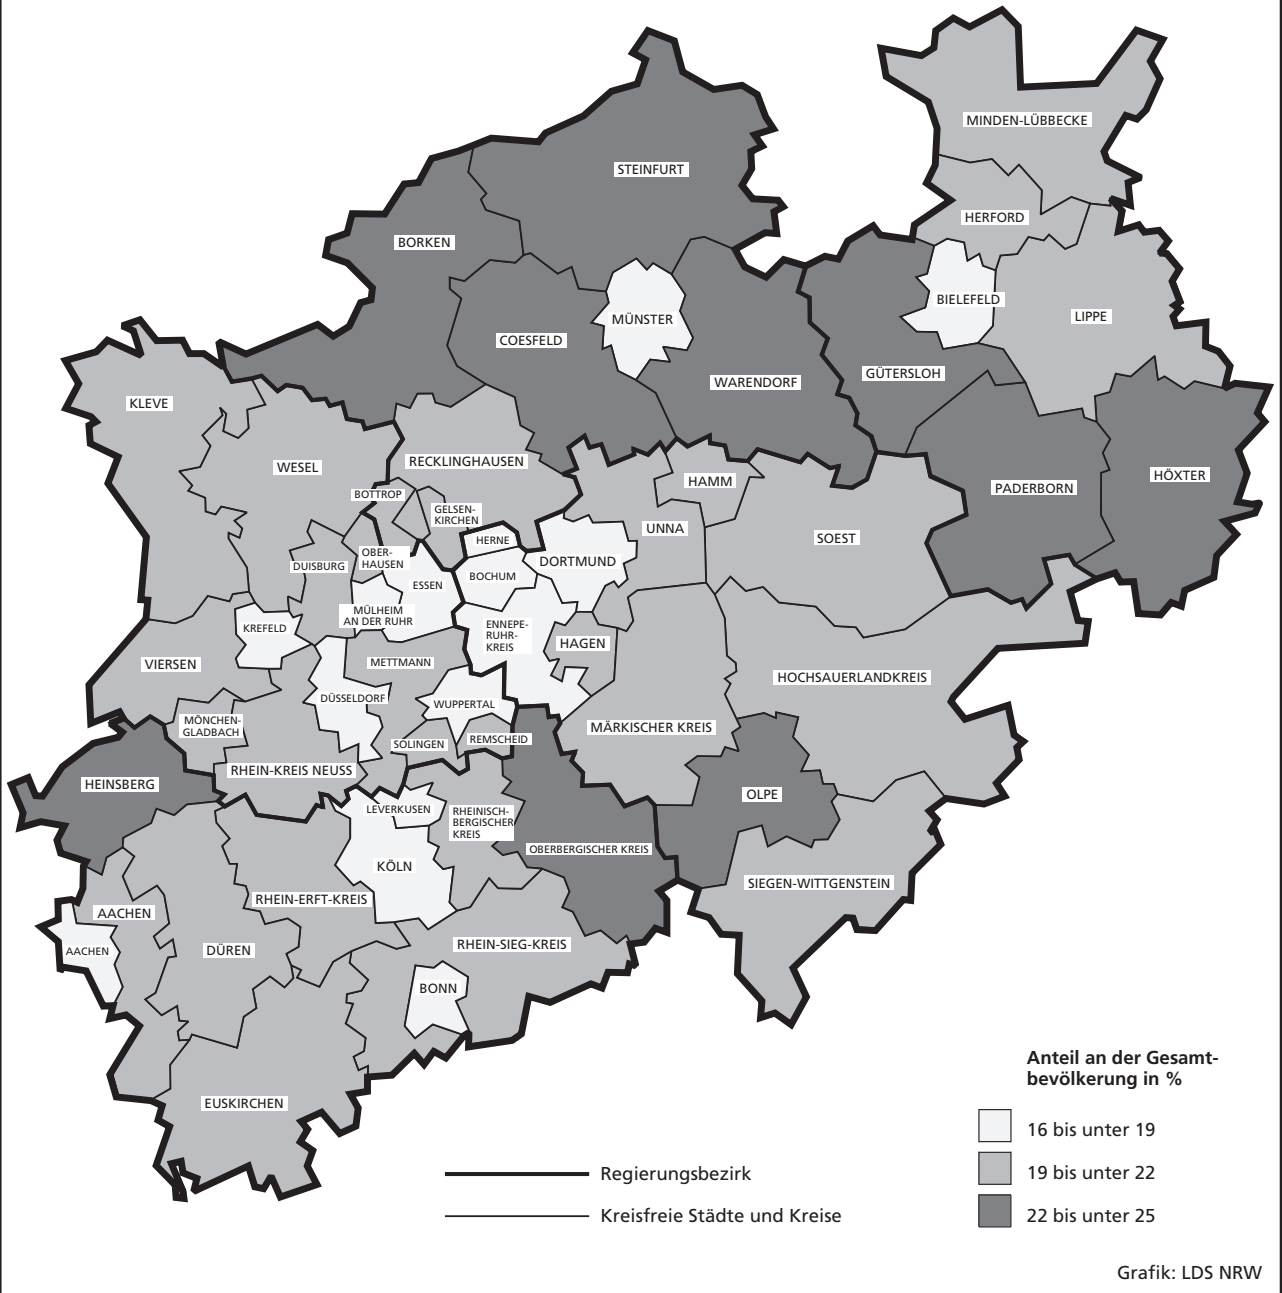 MINDEN-LÜBBECKE
STEINFURT
HERFORD
BORKEN
BIELEFELD
LIPPE
MÜNSTER
COESFELD
GÜTERSLOH
WARENDORF
KLEVE
RECKLINGHAUSEN
WESEL
HÖXTER
HAMM
PADERBORN
BOTTROP
GELSEN-
KIRCHEN
UNNA
SOEST
HERNE
OBER-
HAUSEN
DORTMUND
DUISBURG
BOCHUM
ESSEN
MÜLHEIM
AN DER RUHR
KREFELD
ENNEPE-
RUHR-
KREIS
HAGEN
VIERSEN
METTMANN
HOCHSAUERLANDKREIS
DÜSSELDORF
WUPPERTAL
MÖNCHEN-
GLADBACH
MÄRKISCHER KREIS
SOLINGEN
REMSCHEID
RHEIN-KREIS NEUSS
HEINSBERG
OLPE
LEVERKUSEN
RHEINISCH-
BERGISCHER
KREIS
OBERBERGISCHER KREIS
KÖLN
SIEGEN-WITTGENSTEIN
RHEIN-ERFT-KREIS
AACHEN
RHEIN-SIEG-KREIS
AACHEN
DÜREN
BONN
EUSKIRCHEN
Anteil an der Gesamt-
bevölkerung in %
16 bis unter 19
19 bis unter 22
22 bis unter 25
Regierungsbezirk
Kreisfreie Städte und Kreise
Grafik: LDS NRW